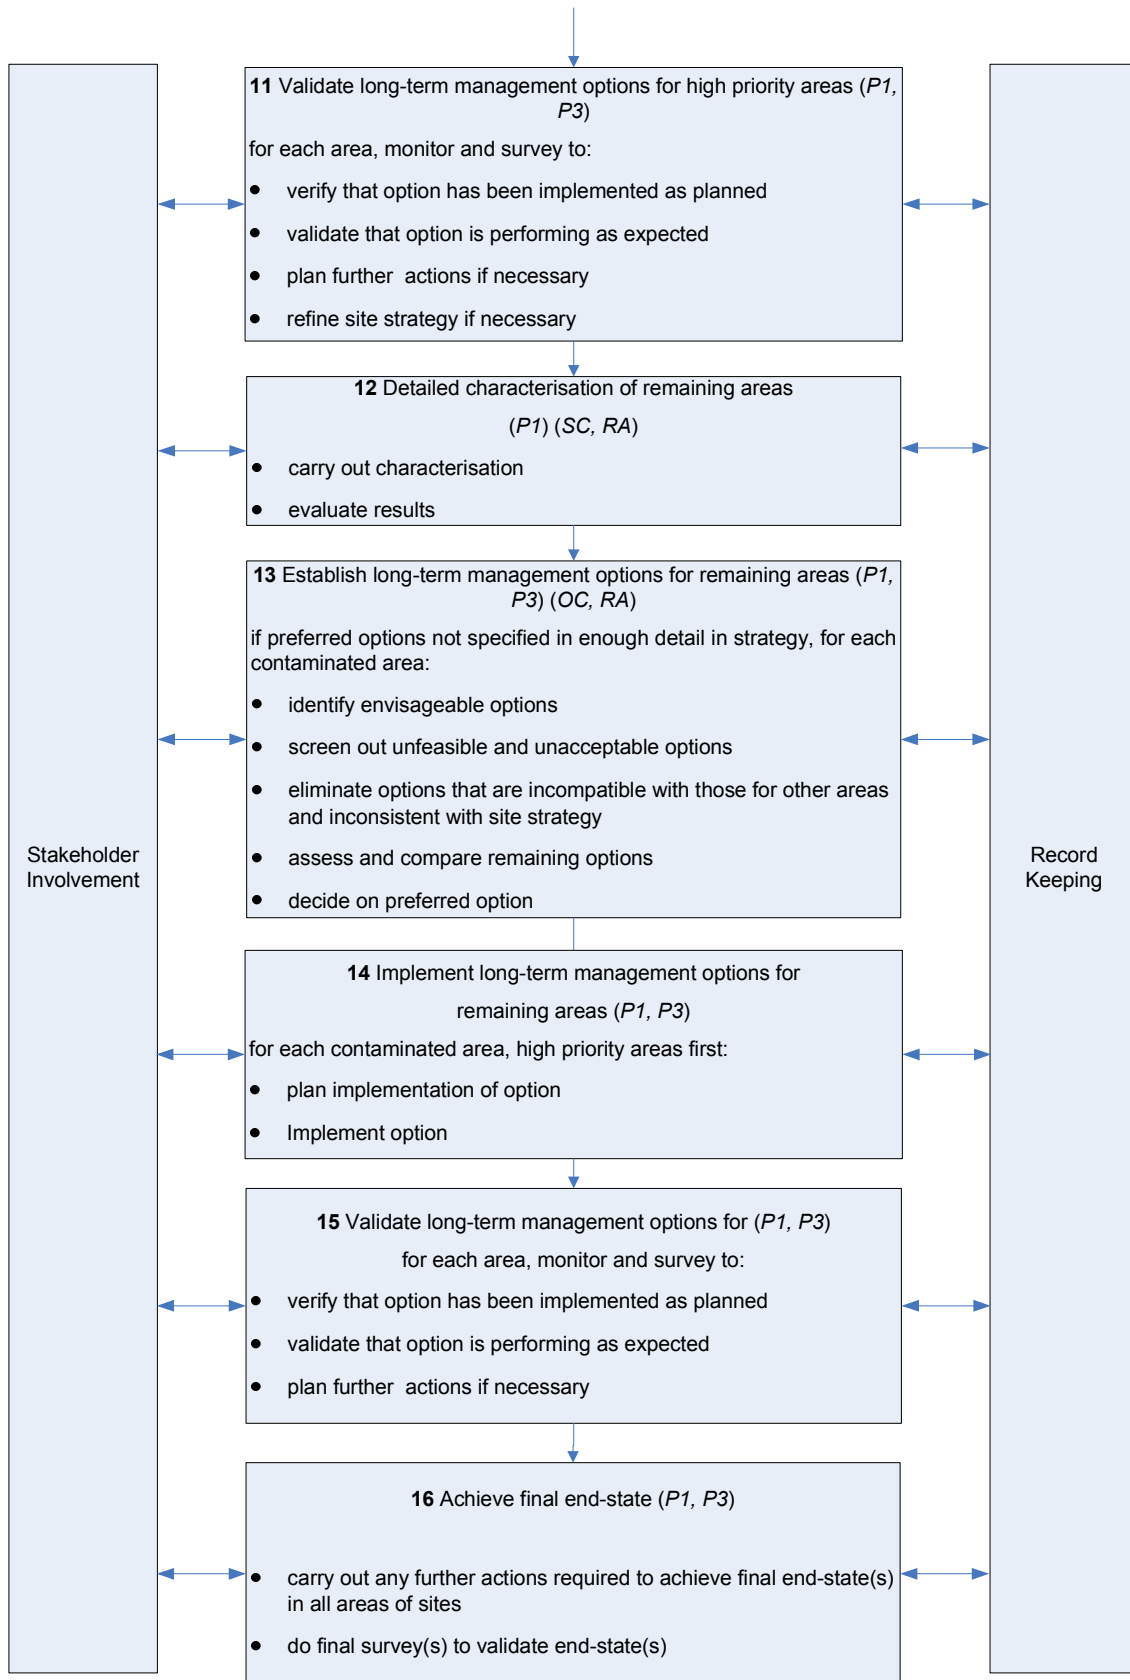 11 Validate long-term management options for high priority areas (P1,
P3)
for each area, monitor and survey to:
● verify that option has been implemented as planned
● validate that option is performing as expected
● plan further actions if necessary
● refine site strategy if necessary
12 Detailed characterisation of remaining areas
(P1) (SC, RA)
● carry out characterisation
● evaluate results
13 Establish long-term management options for remaining areas (P1,
P3) (OC, RA)
if preferred options not specified in enough detail in strategy, for each
contaminated area:
● identify envisageable options
● screen out unfeasible and unacceptable options
● eliminate options that are incompatible with those for other areas
and inconsistent with site strategy
● assess and compare remaining options
● decide on preferred option
Stakeholder
Involvement
Record
Keeping
14 Implement long-term management options for
remaining areas (P1, P3)
for each contaminated area, high priority areas first:
● plan implementation of option
● Implement option
15 Validate long-term management options for (P1, P3)
for each area, monitor and survey to:
● verify that option has been implemented as planned
● validate that option is performing as expected
● plan further actions if necessary
16 Achieve final end-state (P1, P3)
● carry out any further actions required to achieve final end-state(s)
in all areas of sites
● do final survey(s) to validate end-state(s)